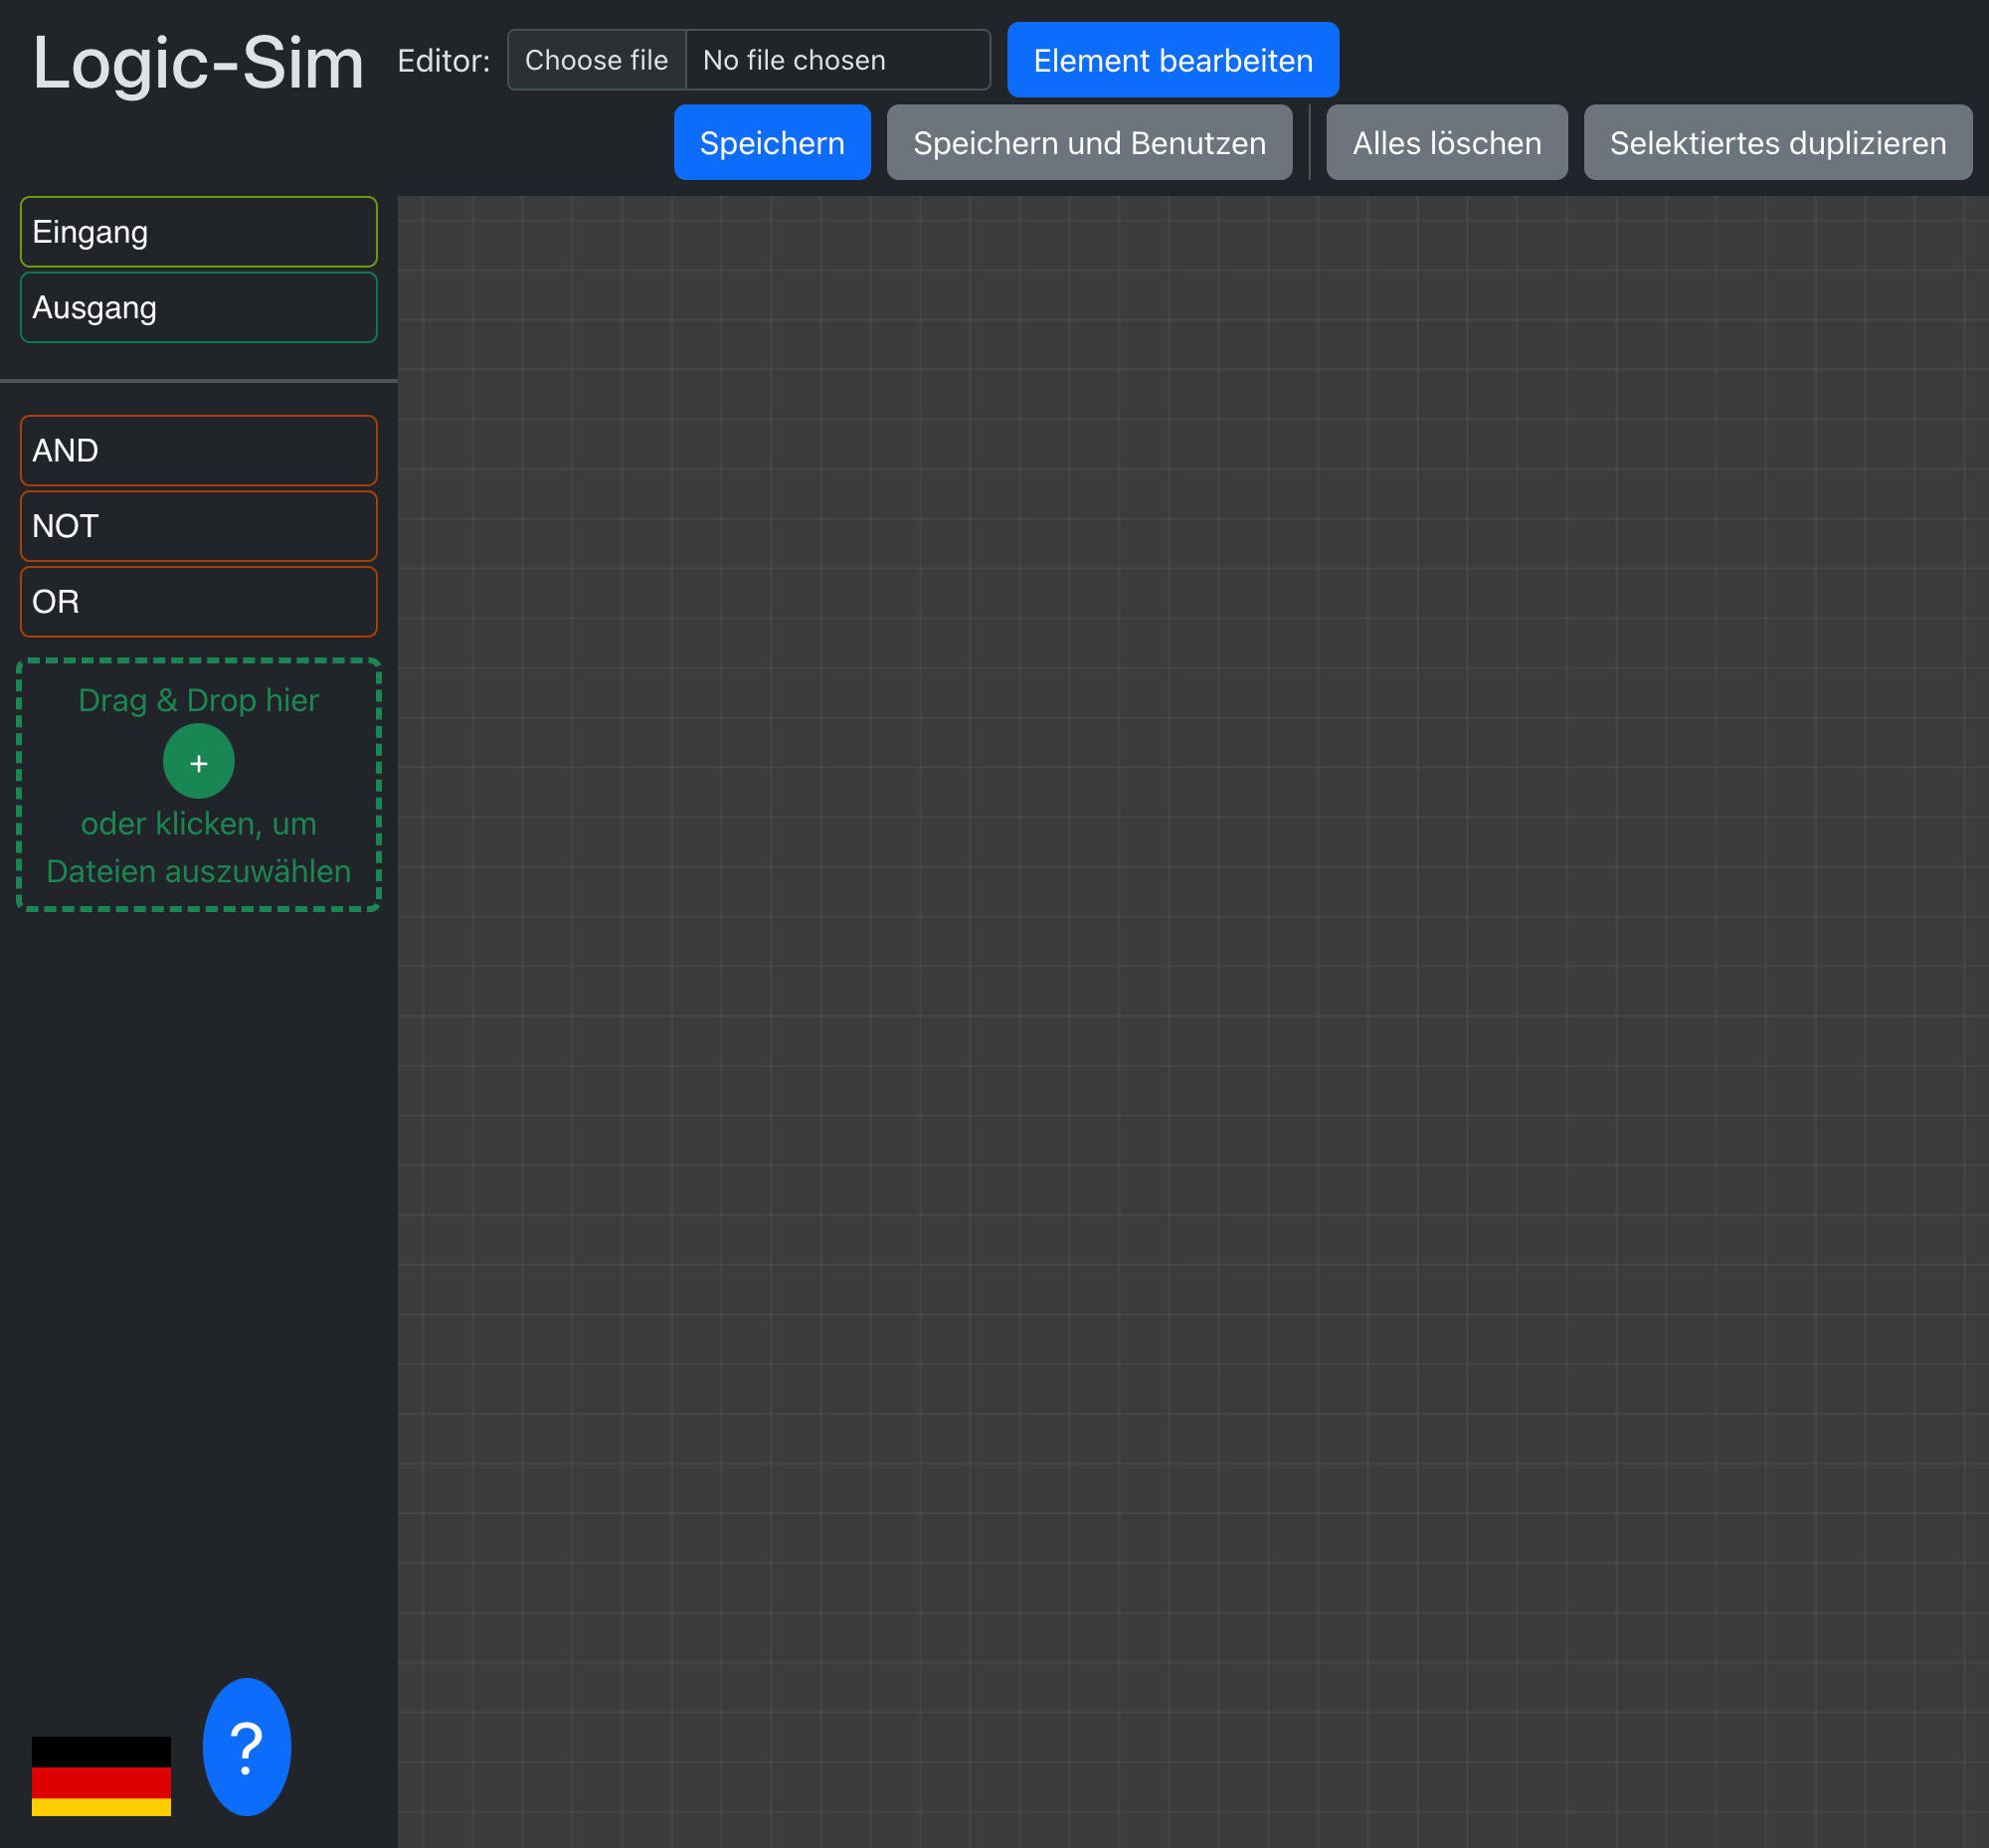 Logic-Sim Editor: Choose file No file chosen Element bearbeiten
Speichern Speichern und Benutzen Alles löschen Selektiertes duplizieren
Eingang
Ausgang
AND
NOT
OR
Drag & Drop hier
+
oder klicken, um
Dateien auszuwählen
?